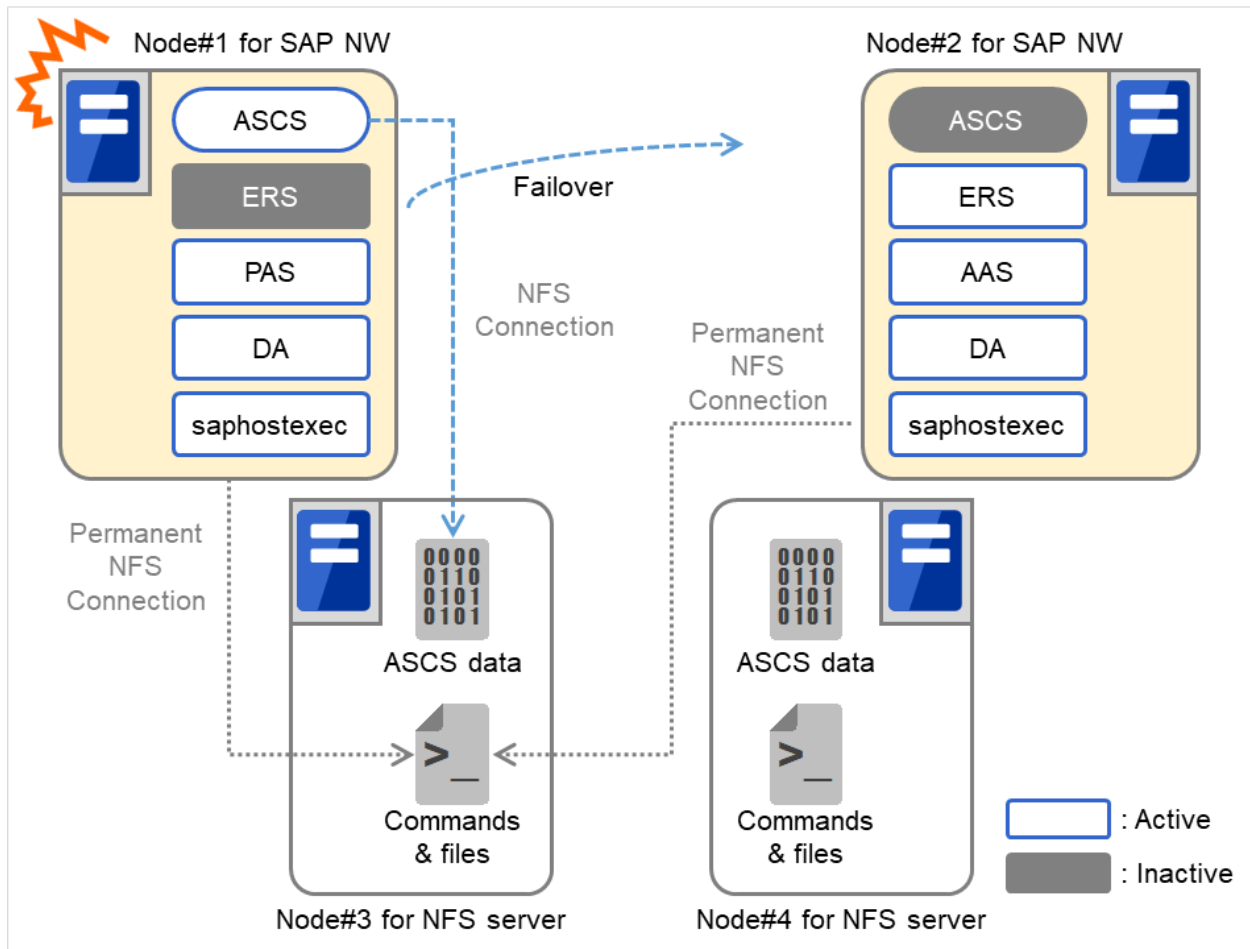 Node#1 for SAP NW
Node#2 for SAP NW
ASCS
ERS
PAS
DA
saphostexec
Failover
NFS
Connection
ASCS
ERS
AAS
DA
saphostexec
Permanent
NFS
Connection
Permanent
NFS
Connection
0000
0110
0101
0101
ASCS data
>_
Commands
& files
Node#3 for NFS server
0000
0110
0101
0101
ASCS data
>_
Commands
& files
Node#4 for NFS server
: Active
: Inactive